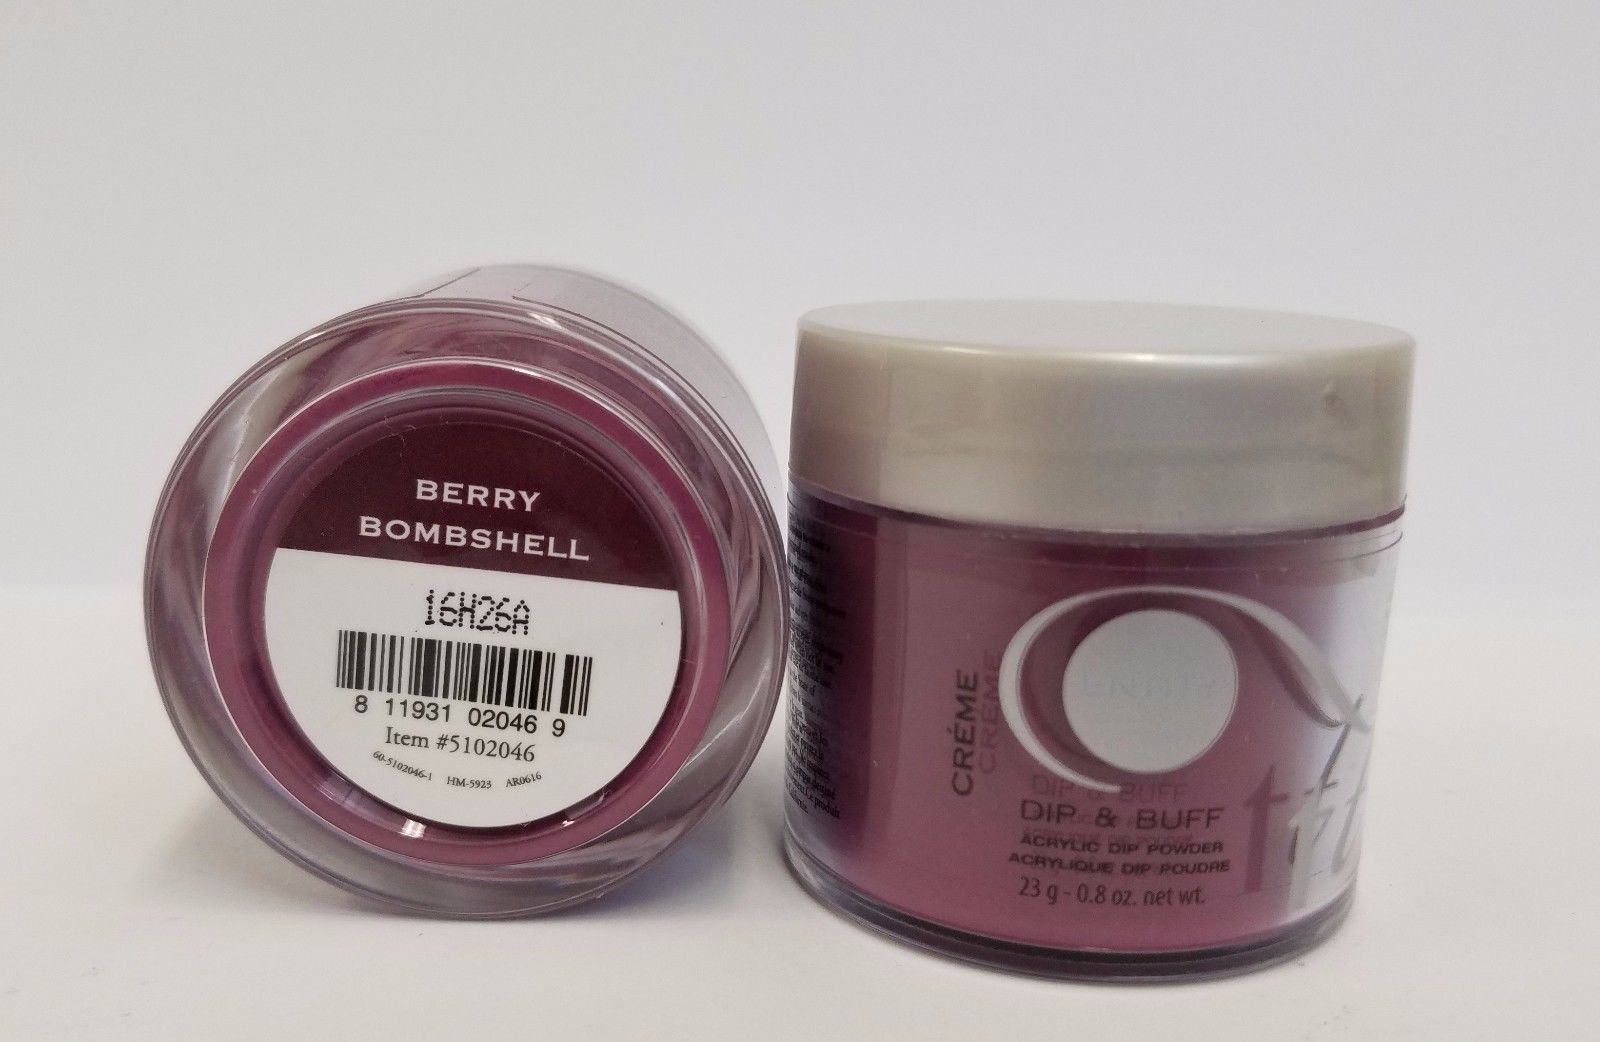 BERRY
BOMBSHELL
16H26A
8 11931 02046 9
Item #5102046
60-5102046-1 HM-5923 AR0616
CRÉME
CRÉME
DIP & BUFF
DIP & BUFF
ACRYLIC DIP POWDER
ACRYLIQUE DIP POUDRE
23 g - 0.8 oz. net wt.